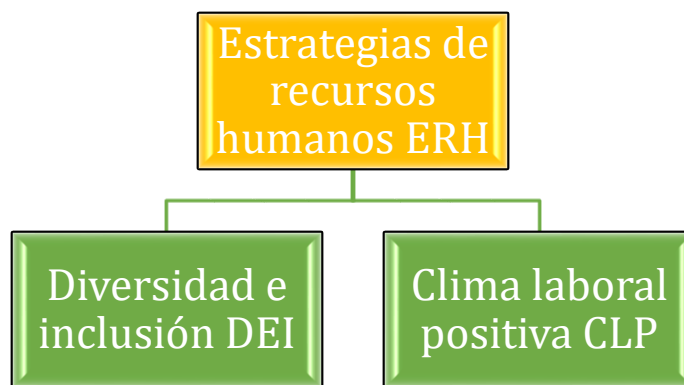 Estrategias de
recursos
humanos ERH
Diversidad e
inclusión DEI
Clima laboral
positiva CLP